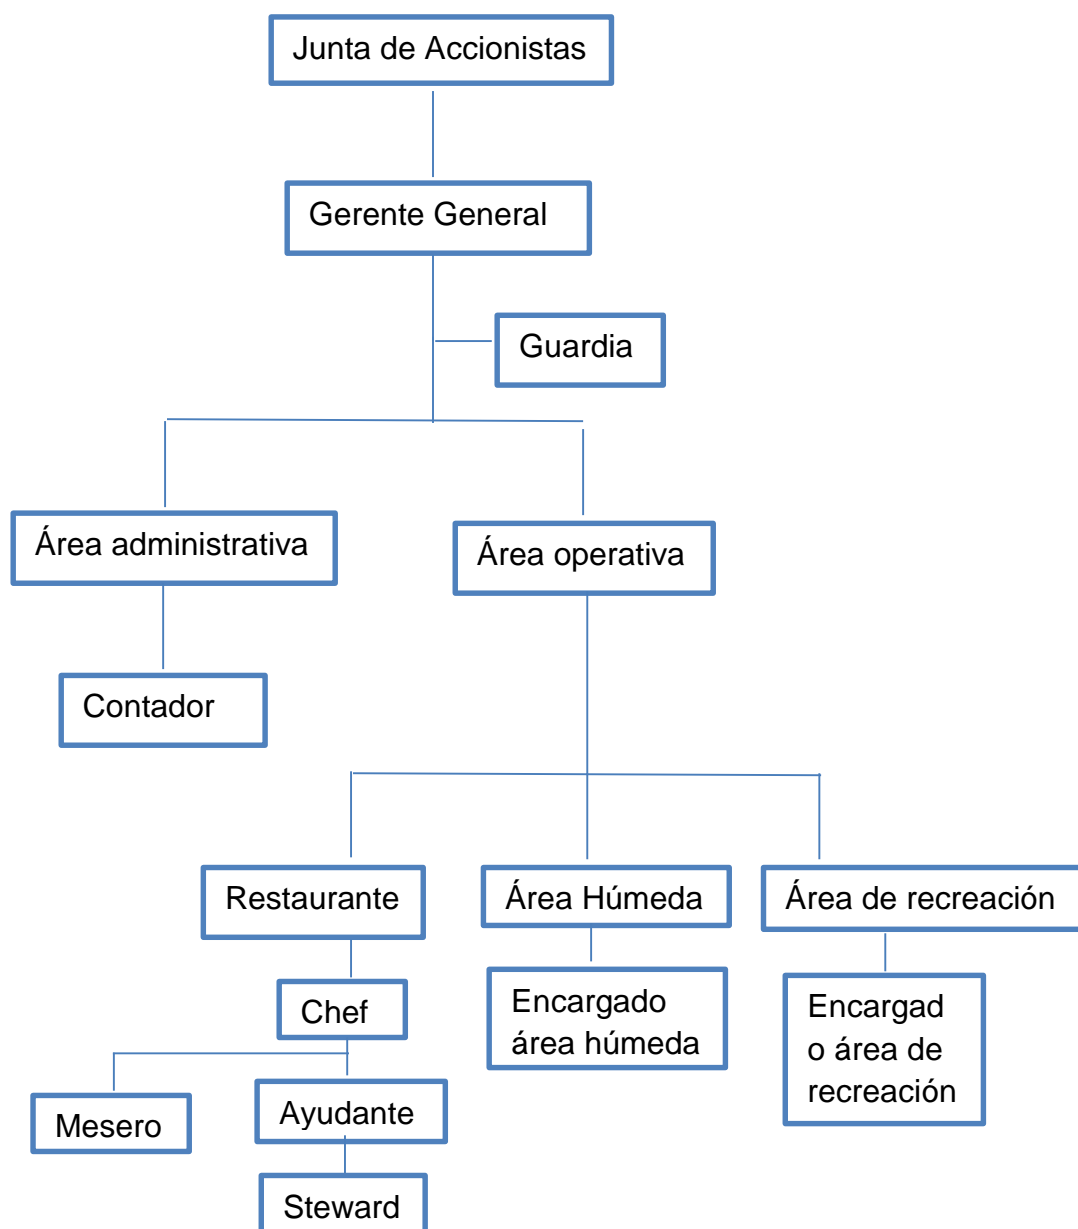 Junta de Accionistas
Gerente General
Guardia
Área administrativa
Área operativa
Contador
Restaurante
Área Húmeda
Área de recreación
Chef
Encargado
área húmeda
Encargad
o área de
recreación
Mesero
Ayudante
Steward